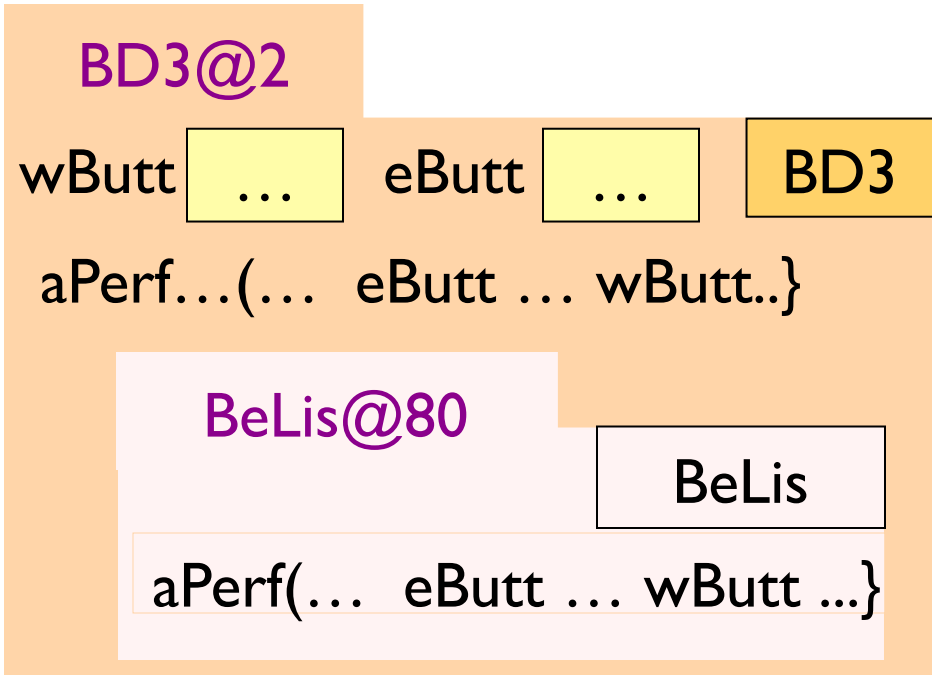 BD3@2
wButt … eButt … BD3
aPerf…(… eButt … wButt..}
BeLis@80
BeLis
aPerf(… eButt … wButt ...}